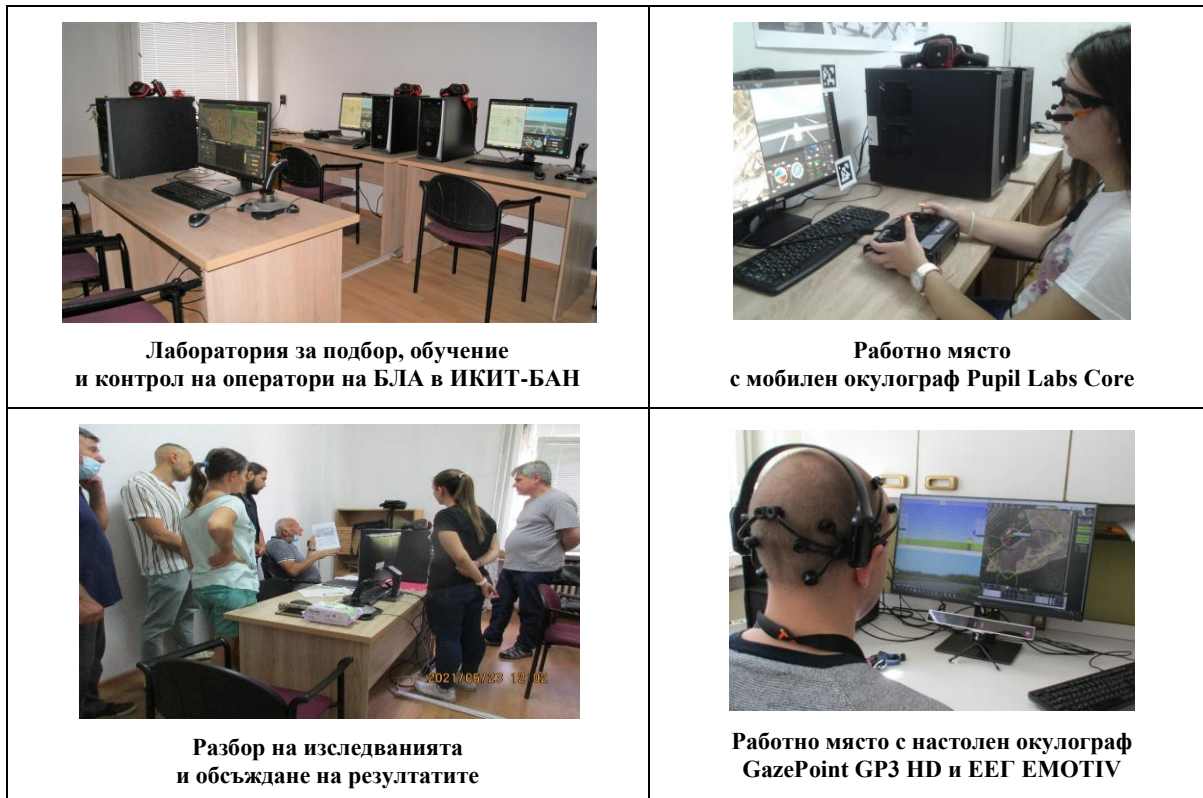 Лаборатория за подбор, обучение
и контрол на оператори на БЛА в ИКИТ-БАН
Работно място
с мобилен окулограф Pupil Labs Core
2021/06/23 12:02
Разбор на изследванията
и обсъждане на резултатите
Работно място с настолен окулограф
GazePoint GP3 HD и ЕЕГ EMOTIV